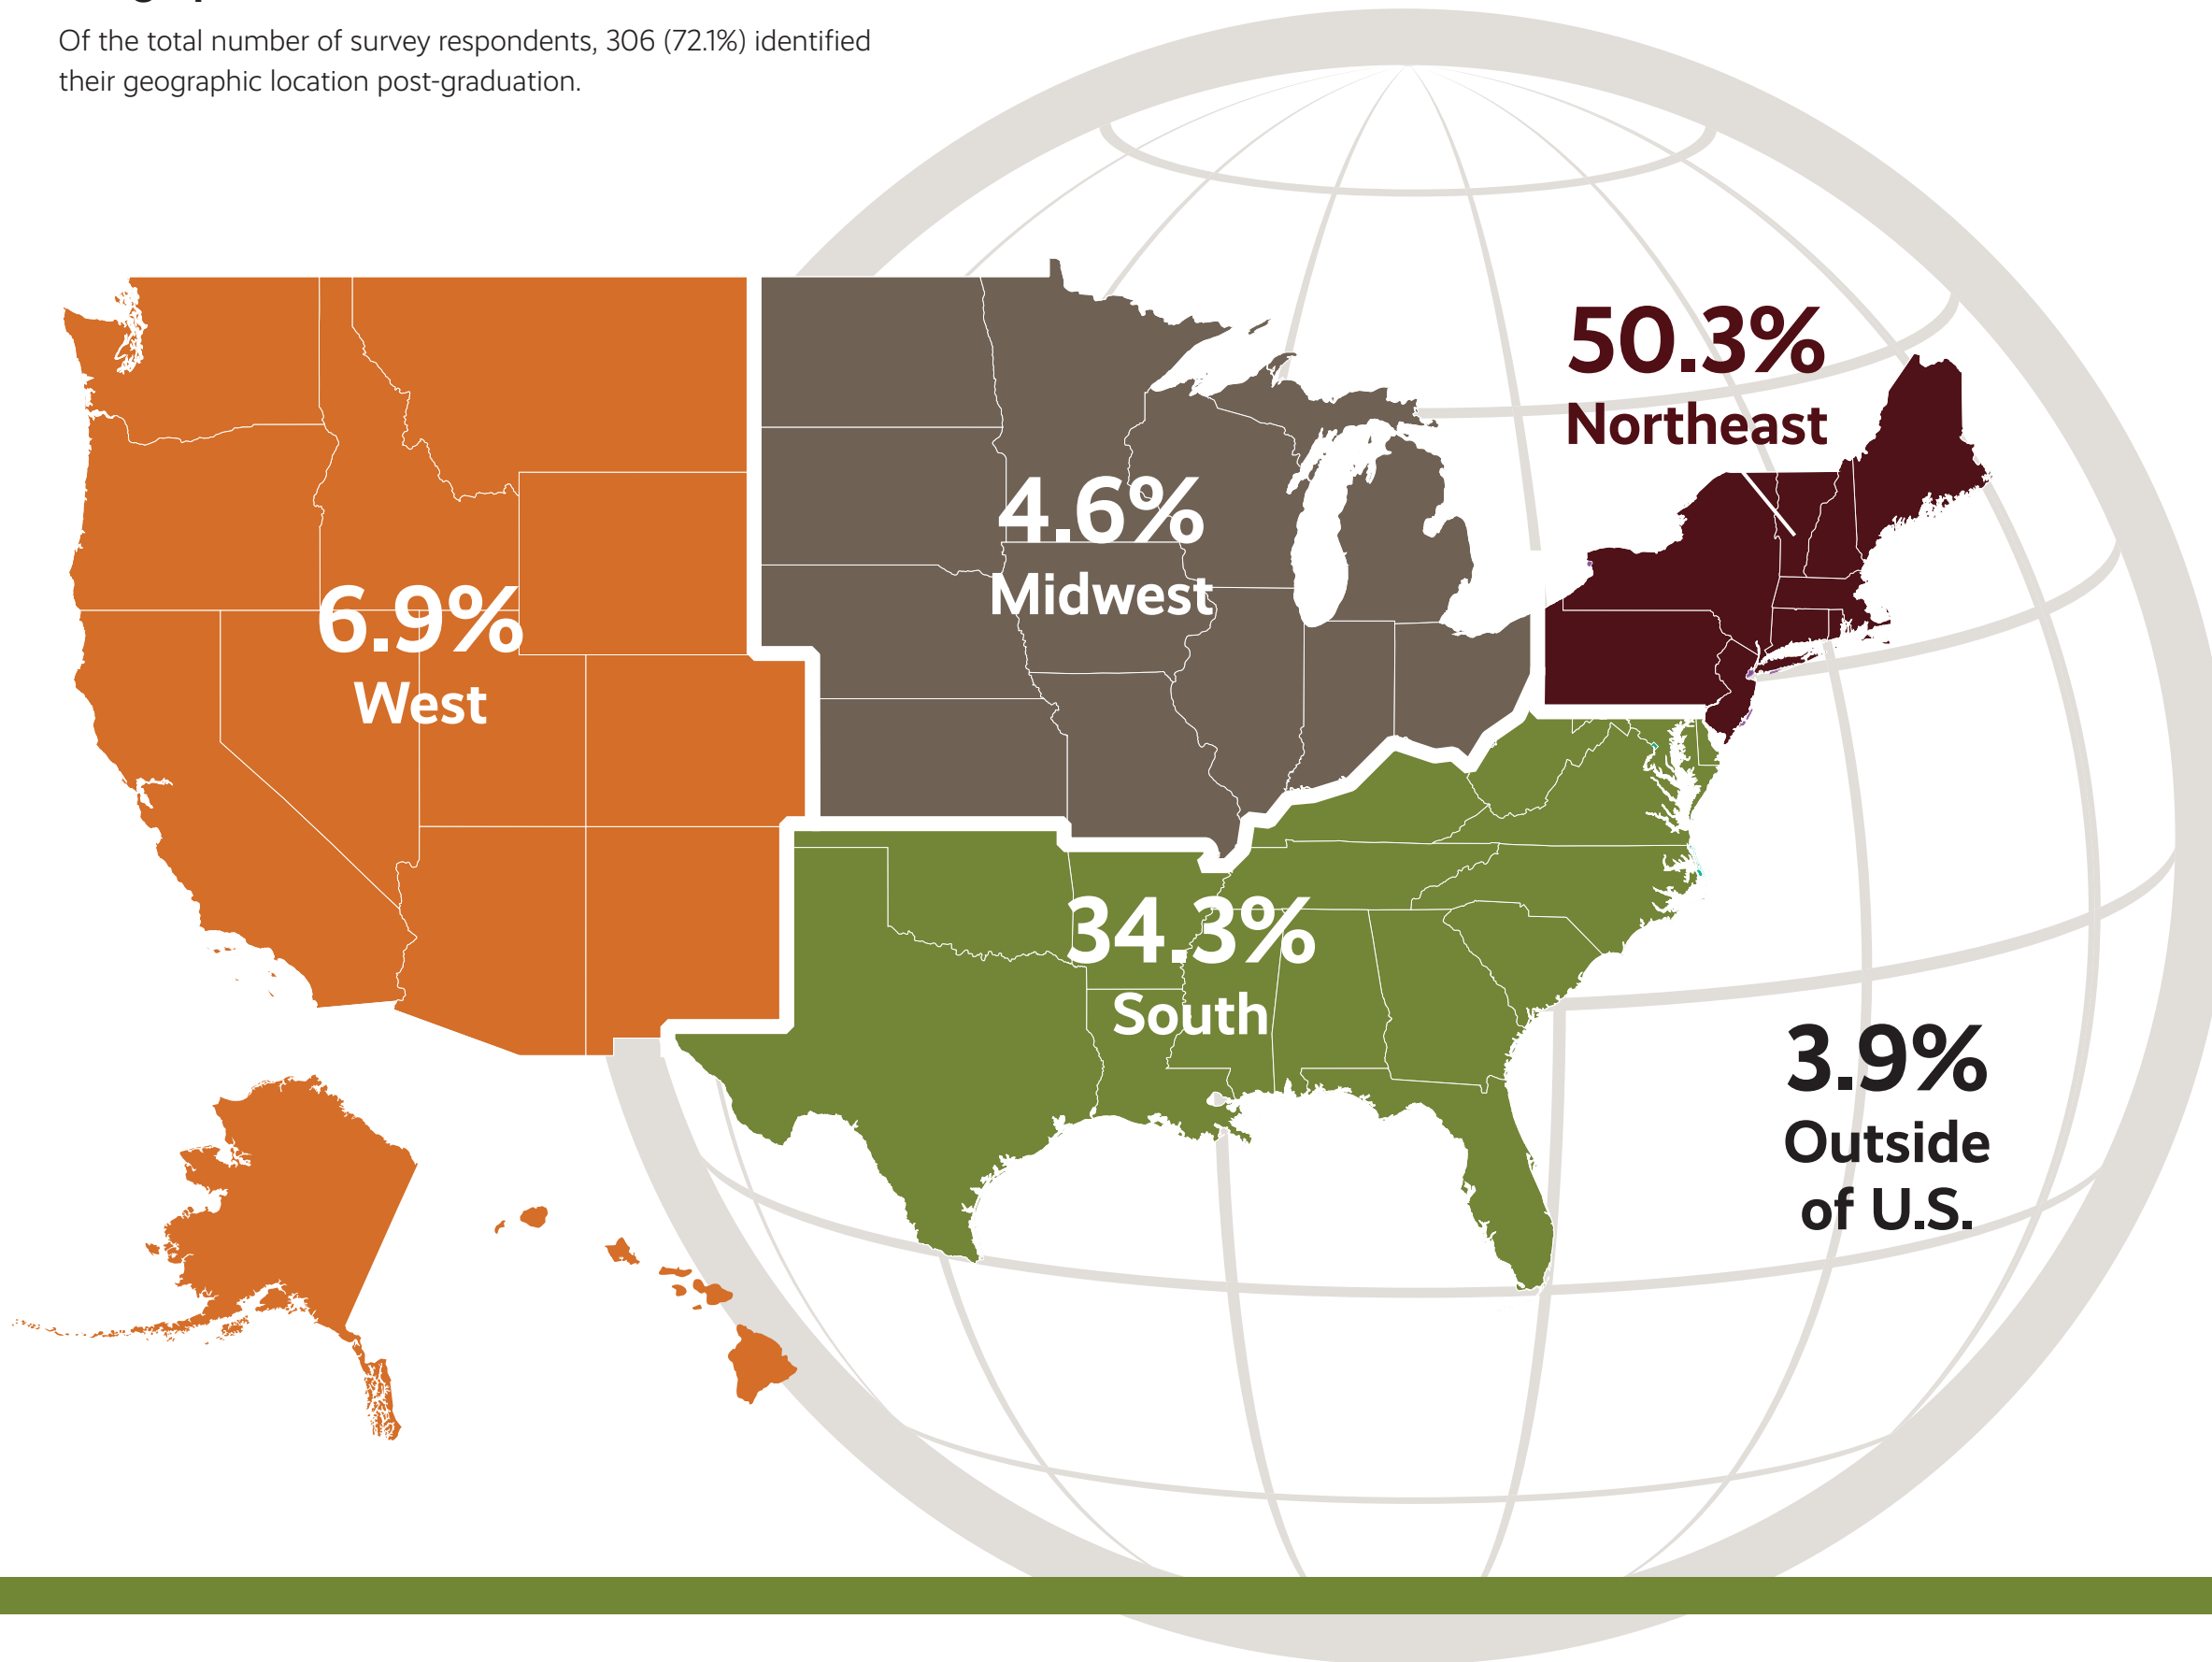 Of the total number of survey respondents, 306 (72.1%) identified
their geographic location post-graduation.
50.3%
Northeast
4.6%
Midwest
6.9%
West
34.3%
South
3.9%
Outside
of U.S.